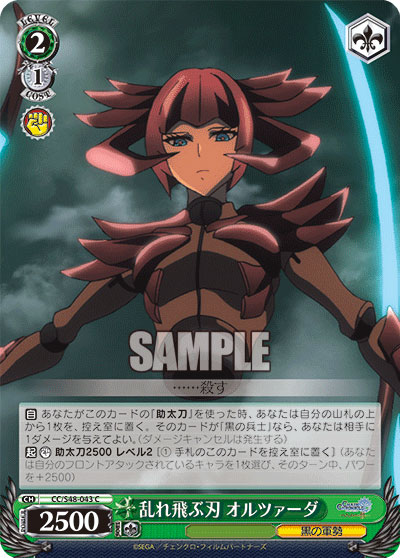 LEVEL
2
1
COST
SAMPLE
……殺す
自 あなたがこのカードの「助太刀」を使った時、あなたは自分の山札の上
から1枚を、控え室に置く。そのカードが《黒の兵士》なら、あなたは相手に
1ダメージを与えてよい。(ダメージキャンセルは発生する)
起 助太刀2500 レベル2 [① 手札のこのカードを控え室に置く] (あなたは
自分のフロントアタックされているキャラを1枚選び、そのターン中、パワー
を+2500)
CH
CC/S48-043 C
POWER
2500
乱れ飛ぶ刃 オルツァーダ
CHAIN CHRONICLE
黒の軍勢
©SEGA／チェンクロ・フィルムパートナーズ